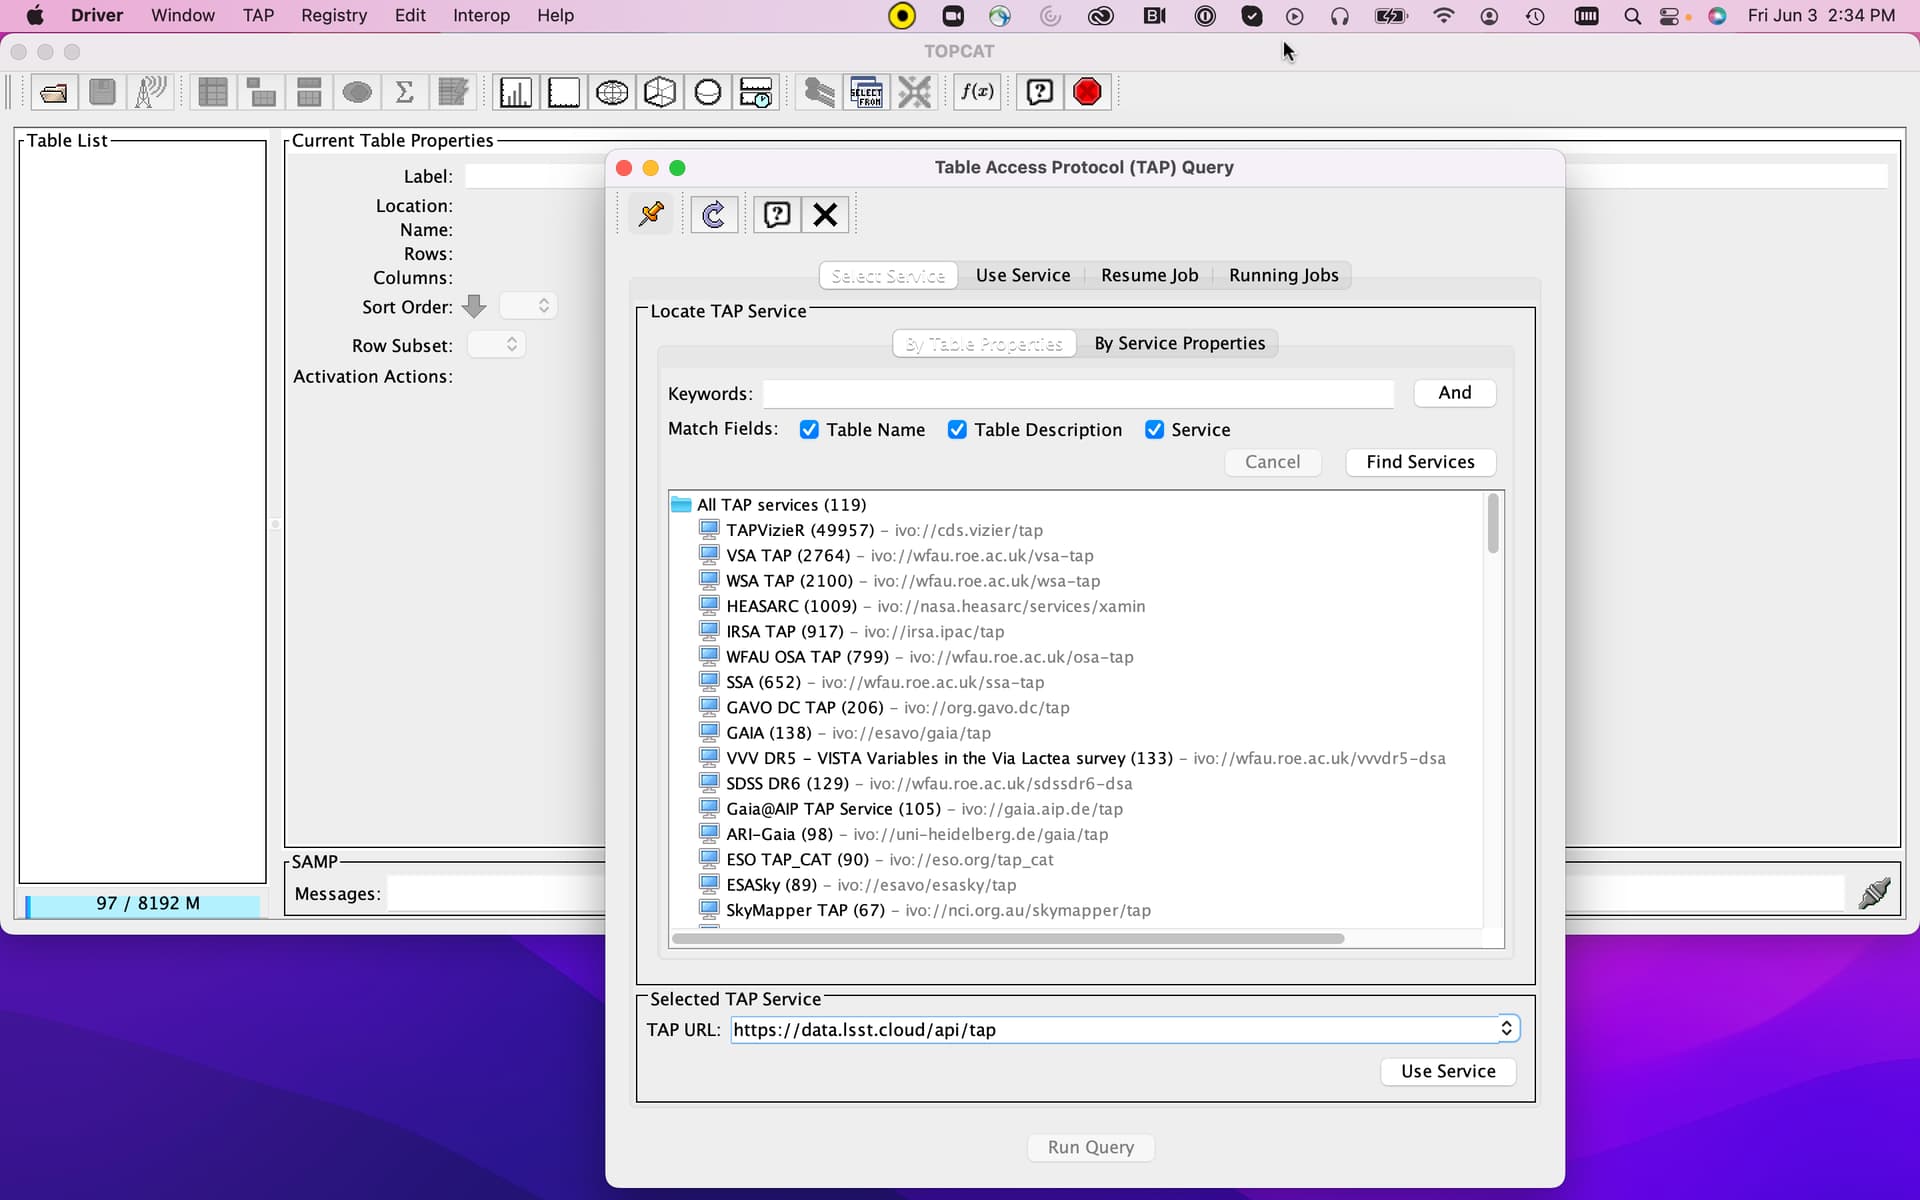 Driver Window TAP Registry Edit Interop Help Fri Jun 3 2:34 PM
TOPCAT
SELECT FROM
f(x)
Table List
Current Table Properties
Label:
Location:
Name:
Rows:
Columns:
Sort Order:
Row Subset:
Activation Actions:
SAMP
Messages:
97 / 8192 M
Table Access Protocol (TAP) Query
Select Service Use Service Resume Job Running Jobs
Locate TAP Service
By Table Properties By Service Properties
Keywords: And
Match Fields: Table Name Table Description Service
Cancel Find Services
All TAP services (119)
TAPVizieR (49957) – ivo://cds.vizier/tap
VSA TAP (2764) – ivo://wfau.roe.ac.uk/vsa-tap
WSA TAP (2100) – ivo://wfau.roe.ac.uk/wsa-tap
HEASARC (1009) – ivo://nasa.heasarc/services/xamin
IRSA TAP (917) – ivo://irsa.ipac/tap
WFAU OSA TAP (799) – ivo://wfau.roe.ac.uk/osa-tap
SSA (652) – ivo://wfau.roe.ac.uk/ssa-tap
GAVO DC TAP (206) – ivo://org.gavo.dc/tap
GAIA (138) – ivo://esavo/gaia/tap
VVV DR5 – VISTA Variables in the Via Lactea survey (133) – ivo://wfau.roe.ac.uk/vvvdr5-dsa
SDSS DR6 (129) – ivo://wfau.roe.ac.uk/sdssdr6-dsa
Gaia@AIP TAP Service (105) – ivo://gaia.aip.de/tap
ARI-Gaia (98) – ivo://uni-heidelberg.de/gaia/tap
ESO TAP_CAT (90) – ivo://eso.org/tap_cat
ESASky (89) – ivo://esavo/esasky/tap
SkyMapper TAP (67) – ivo://nci.org.au/skymapper/tap
Selected TAP Service
TAP URL: https://data.lsst.cloud/api/tap
Use Service
Run Query